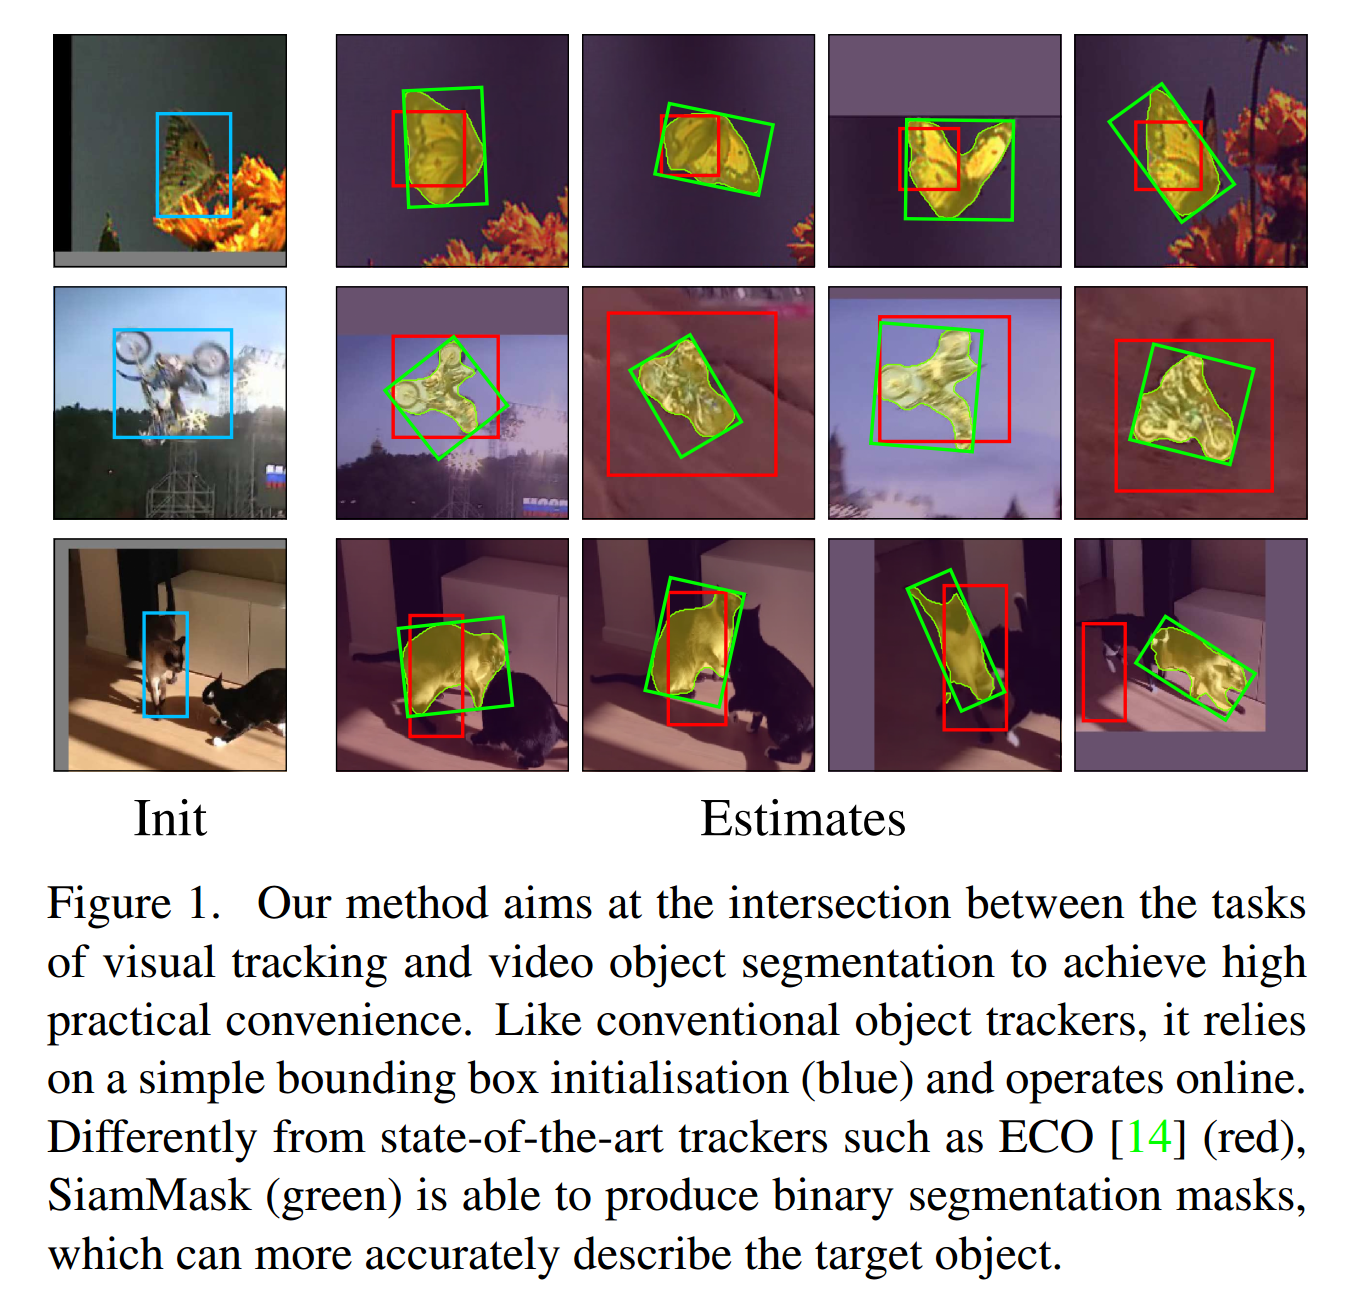 Init
Estimates
Figure 1. Our method aims at the intersection between the tasks
of visual tracking and video object segmentation to achieve high
practical convenience. Like conventional object trackers, it relies
on a simple bounding box initialisation (blue) and operates online.
Differently from state-of-the-art trackers such as ECO [14] (red),
SiamMask (green) is able to produce binary segmentation masks,
which can more accurately describe the target object.